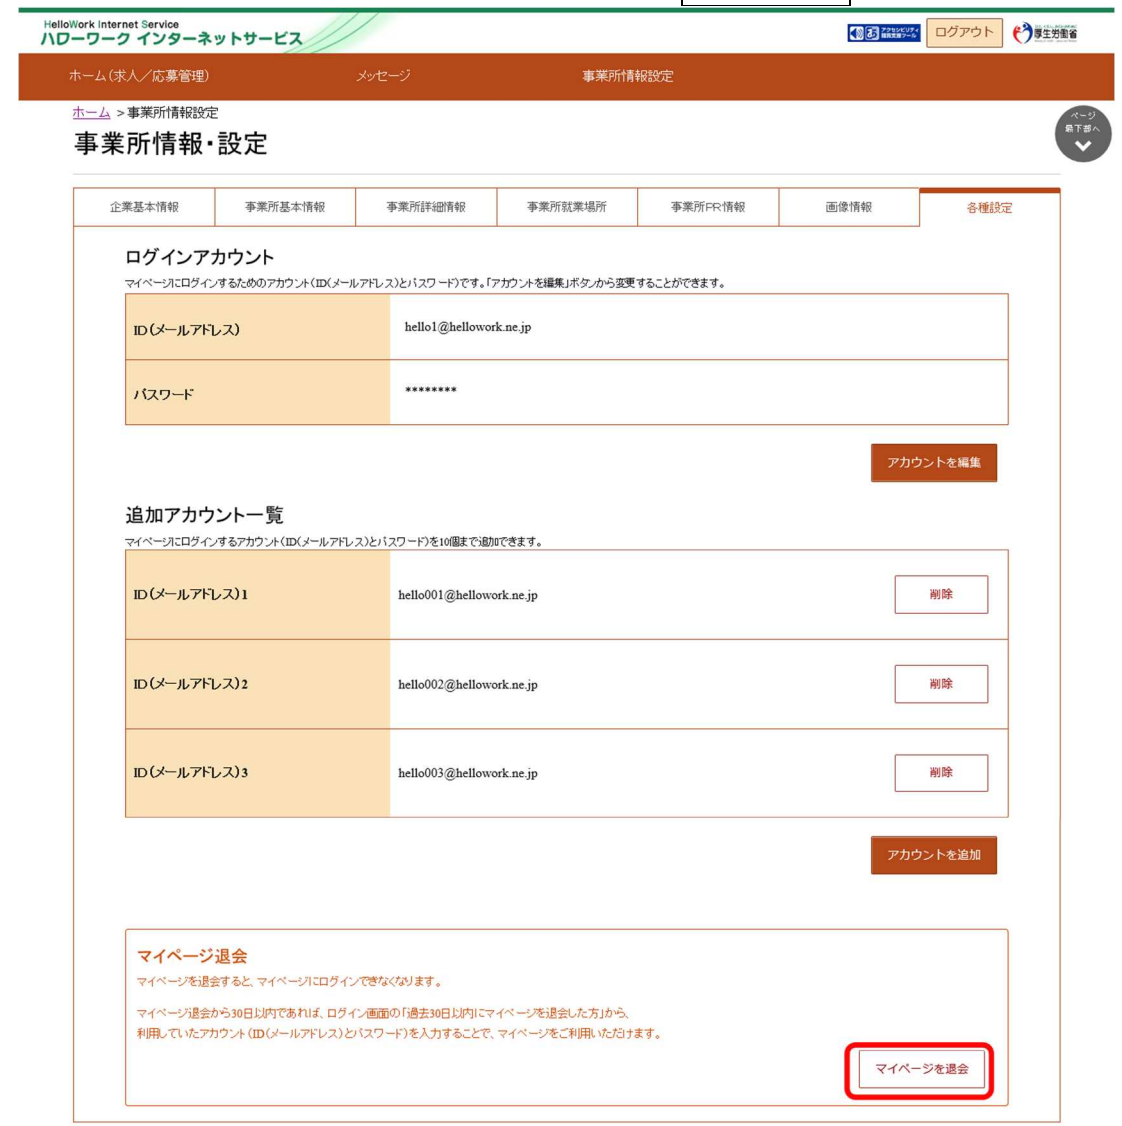 HelloWork Internet Service
ハローワーク インターネットサービス
アクセシビリティ
閲覧支援ツール
ログアウト
厚生労働省
ホーム(求人／応募管理)
メッセージ
事業所情報設定
ホーム ＞事業所情報設定
ページ
最下部へ
事業所情報・設定
企業基本情報
事業所基本情報
事業所詳細情報
事業所就業場所
事業所PR情報
画像情報
各種設定
ログインアカウント
マイページにログインするためのアカウント(ID(メールアドレス)とパスワード)です。「アカウントを編集」ボタンから変更することができます。
ID(メールアドレス)
hello1@hellowork.ne.jp
パスワード
********
アカウントを編集
追加アカウント一覧
マイページにログインするアカウント(ID(メールアドレス)とパスワード)を10個まで追加できます。
ID(メールアドレス)1
hello001@hellowork.ne.jp
削除
ID(メールアドレス)2
hello002@hellowork.ne.jp
削除
ID(メールアドレス)3
hello003@hellowork.ne.jp
削除
アカウントを追加
マイページ退会
マイページを退会すると、マイページにログインできなくなります。
マイページ退会から30日以内であれば、ログイン画面の「過去30日以内にマイページを退会した方」から、
利用していたアカウント(ID(メールアドレス)とパスワード)を入力することで、マイページをご利用いただけます。
マイページを退会